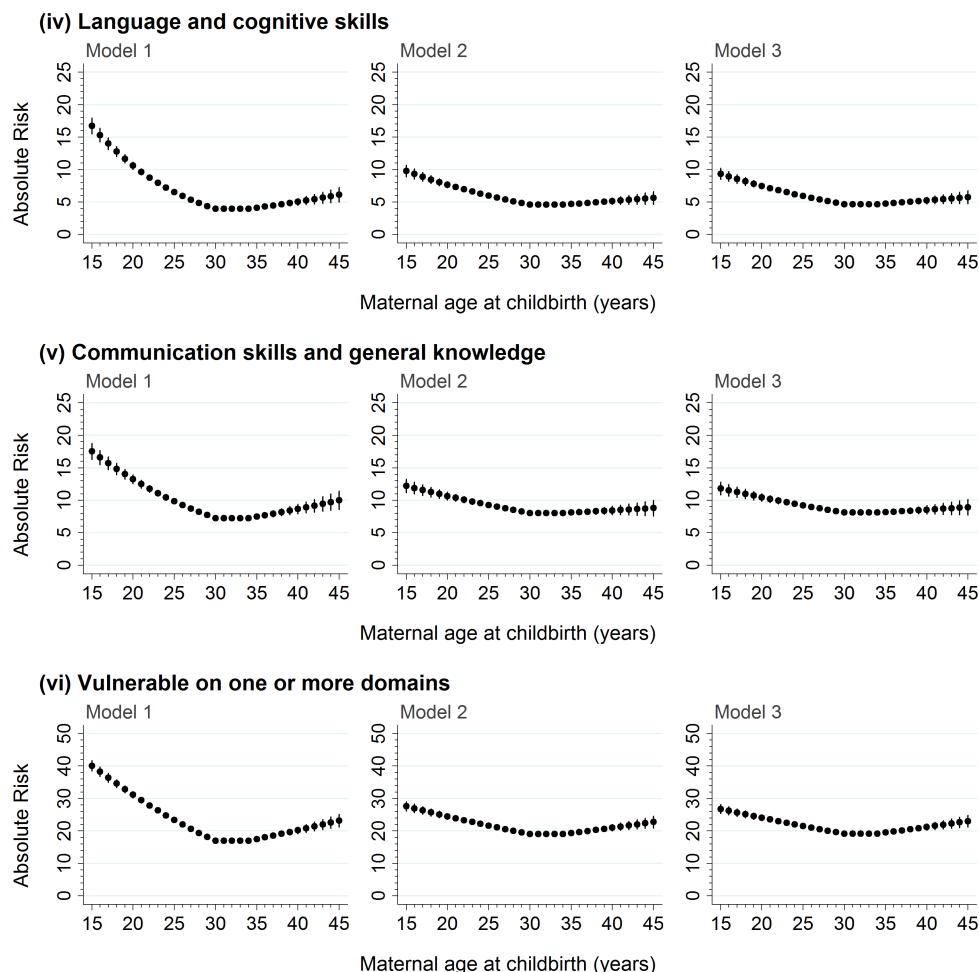 (iv) Language and cognitive skills
Model 1 Model 2 Model 3
Absolute Risk
0 5 10 15 20 25
15 20 25 30 35 40 45
0 5 10 15 20 25
15 20 25 30 35 40 45
0 5 10 15 20 25
15 20 25 30 35 40 45
Maternal age at childbirth (years)
(v) Communication skills and general knowledge
Model 1 Model 2 Model 3
Absolute Risk
0 5 10 15 20 25
15 20 25 30 35 40 45
0 5 10 15 20 25
15 20 25 30 35 40 45
0 5 10 15 20 25
15 20 25 30 35 40 45
Maternal age at childbirth (years)
(vi) Vulnerable on one or more domains
Model 1 Model 2 Model 3
Absolute Risk
0 10 20 30 40 50
15 20 25 30 35 40 45
0 10 20 30 40 50
15 20 25 30 35 40 45
0 10 20 30 40 50
15 20 25 30 35 40 45
Maternal age at childbirth (years)